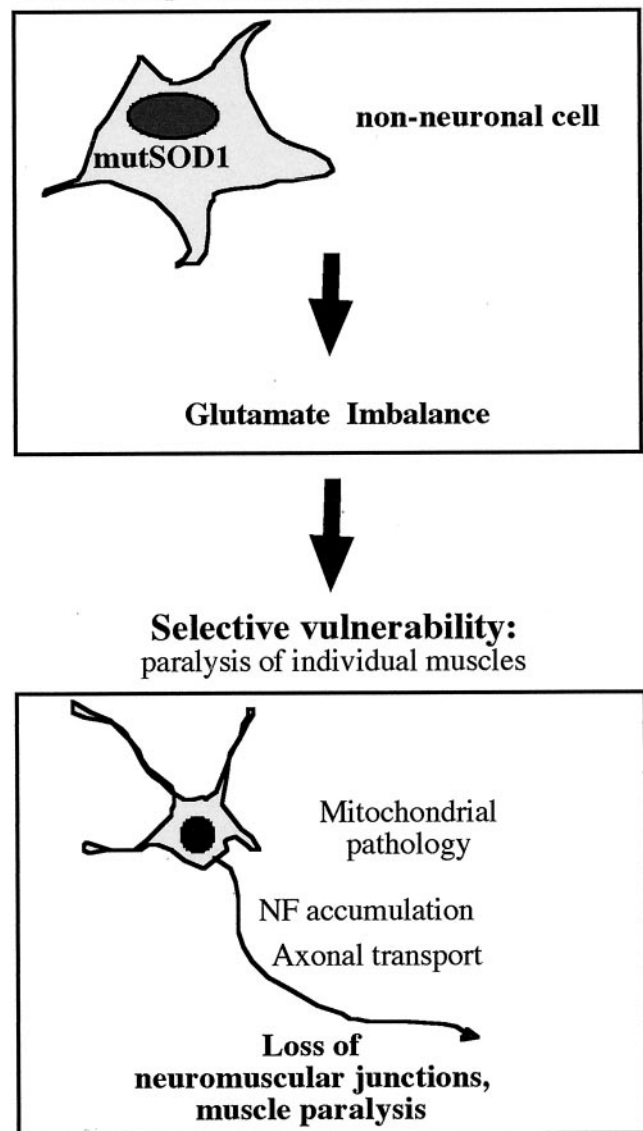 non-neuronal cell
mutSOD1
Glutamate Imbalance
Selective vulnerability:
paralysis of individual muscles
Mitochondrial
pathology
NF accumulation
Axonal transport
Loss of
neuromuscular junctions,
muscle paralysis